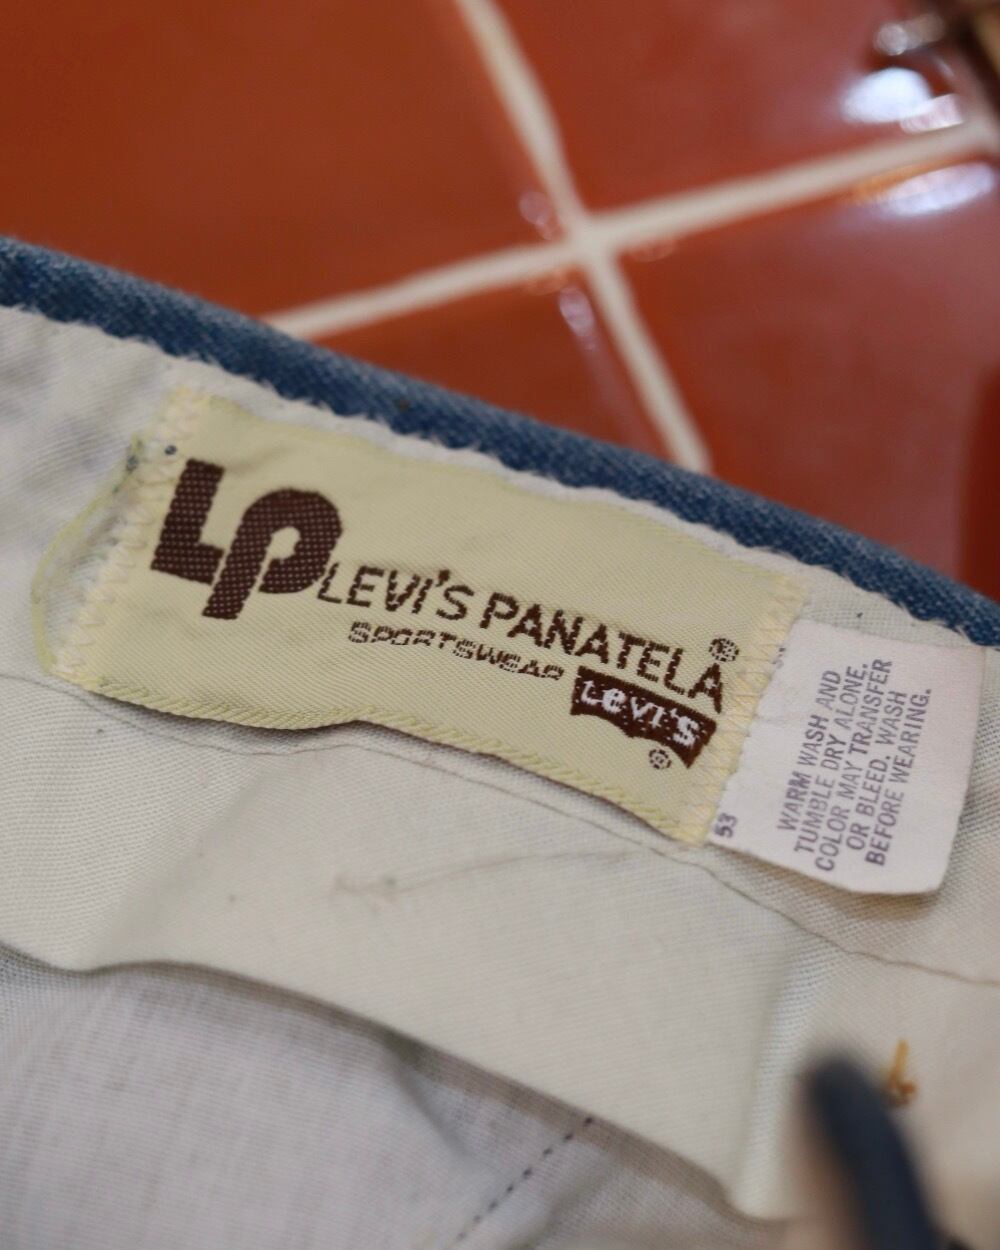 LP
LEVI'S PANATELA®
SPORTSWEAR
LEVI'S
®
53
WARM WASH AND
TUMBLE DRY ALONE.
COLOR MAY TRANSFER
OR BLEED. WASH
BEFORE WEARING.